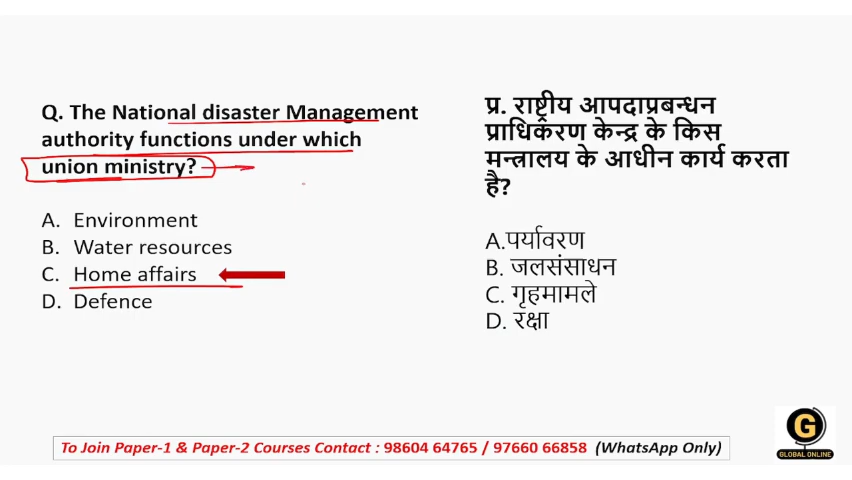 Q. The National disaster Management
authority functions under which
union ministry?
A. Environment
B. Water resources
C. Home affairs
D. Defence
प्र. राष्ट्रीय आपदाप्रबन्धन
प्राधिकरण केन्द्र के किस
मन्त्रालय के आधीन कार्य करता
है?
A.पर्यावरण
B. जलसंसाधन
C. गृहमामले
D. रक्षा
To Join Paper-1 & Paper-2 Courses Contact : 98604 64765 / 97660 66858 (WhatsApp Only)
G
GLOBAL ONLINE